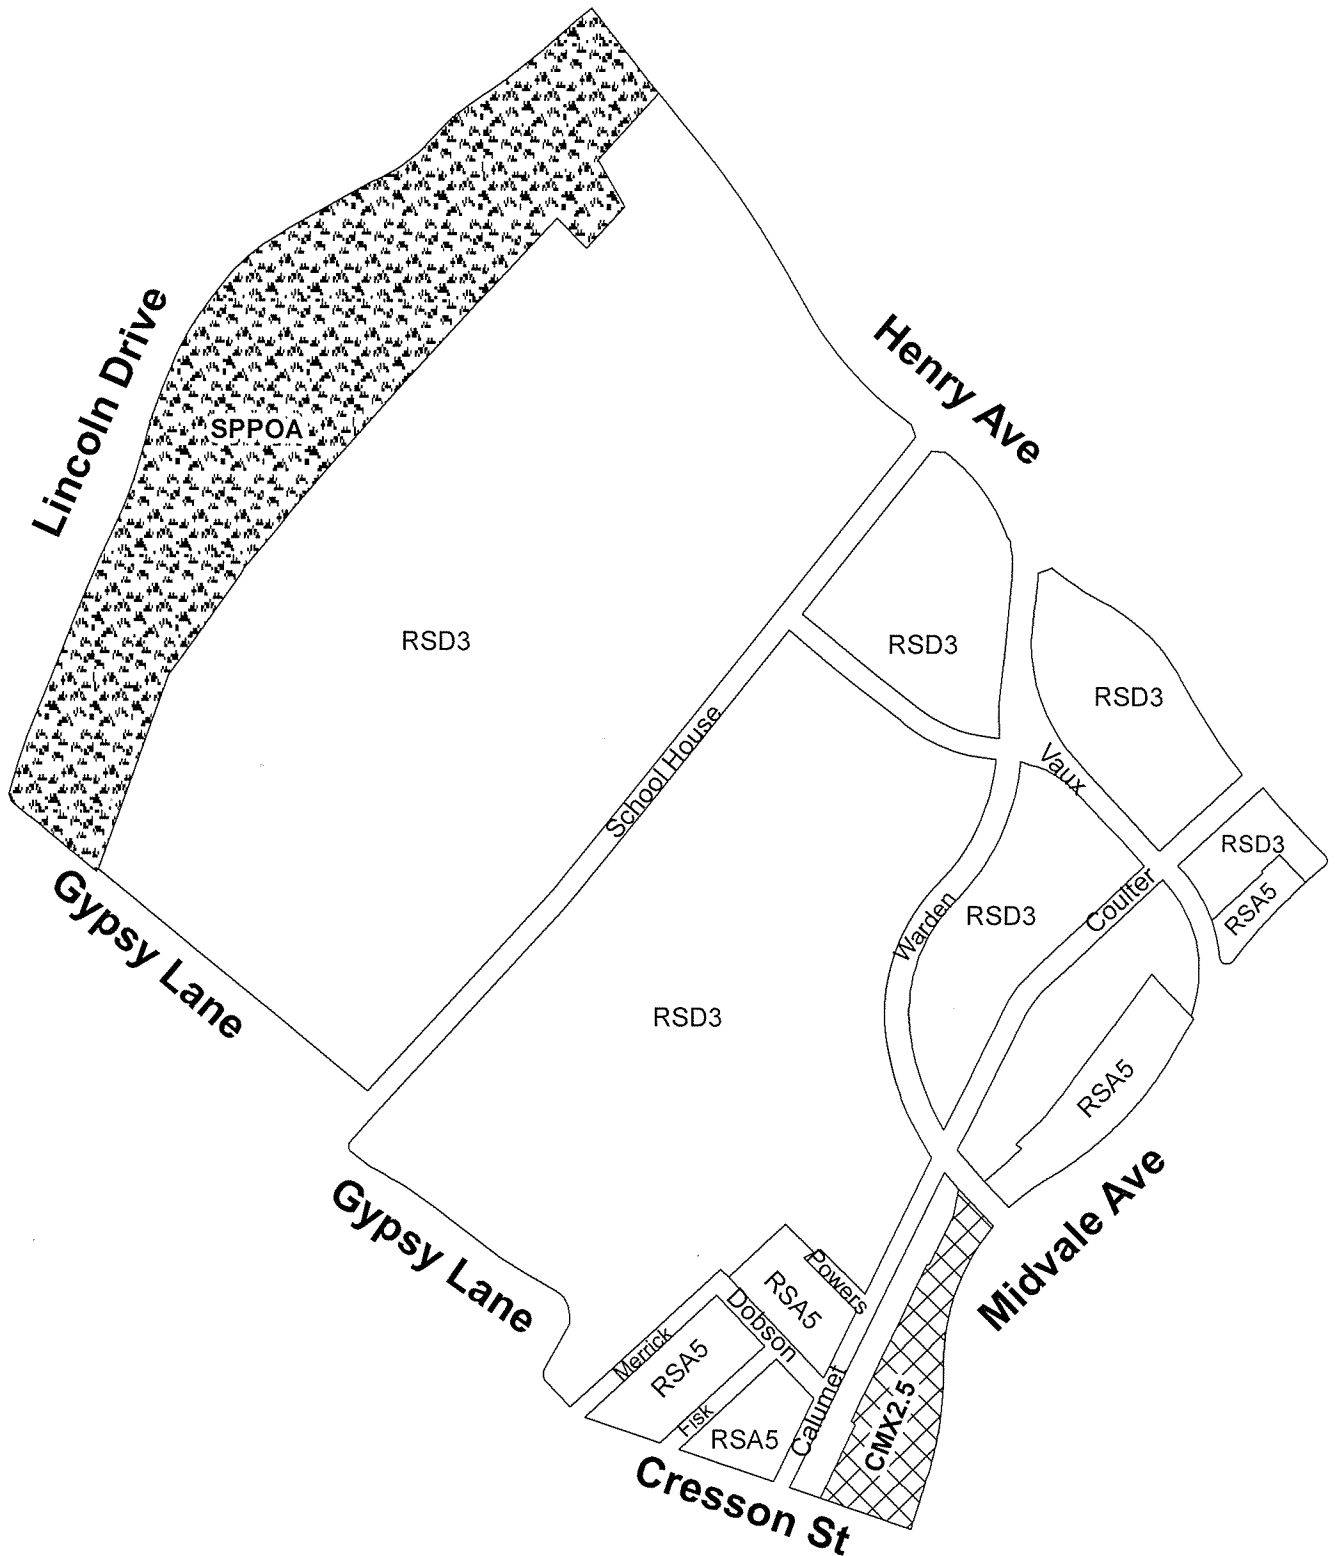 Lincoln Drive
Henry Ave
SPPOA
RSD3
RSD3
RSD3
School House
Vaux
RSD3
Gypsy Lane
Warden
RSD3
Coulter
RSA5
RSD3
RSA5
Gypsy Lane
Midvale Ave
Powers
RSA5
Dobson
Merrick
RSA5
Fisk
RSA5
Calumet
CMX2.5
Cresson St